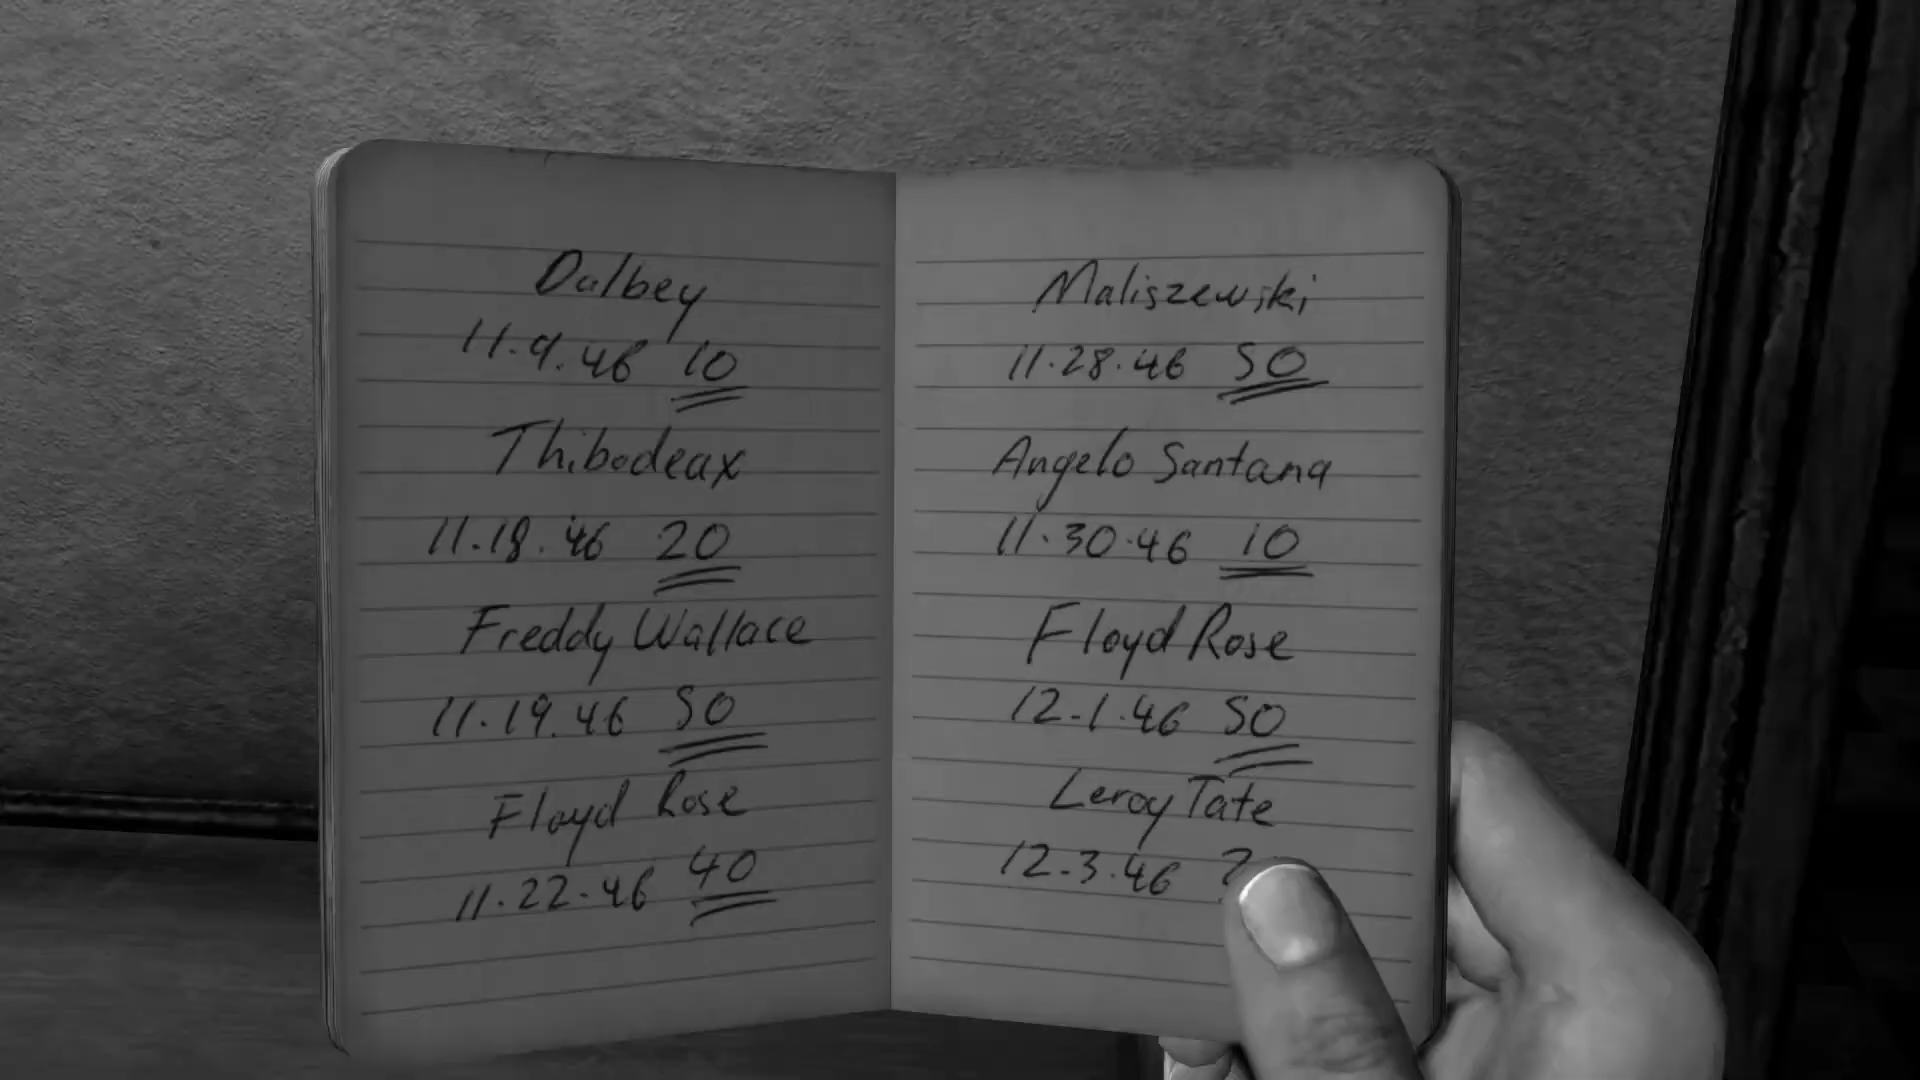 Dalbey
11.9.46 10
Thibodeax
11.18.46 20
Freddy Wallace
11.19.46 50
Floyd Rose
11.22.46 40
Maliszewski
11.28.46 50
Angelo Santana
11.30.46 10
Floyd Rose
12.1.46 50
Leroy Tate
12.3.46